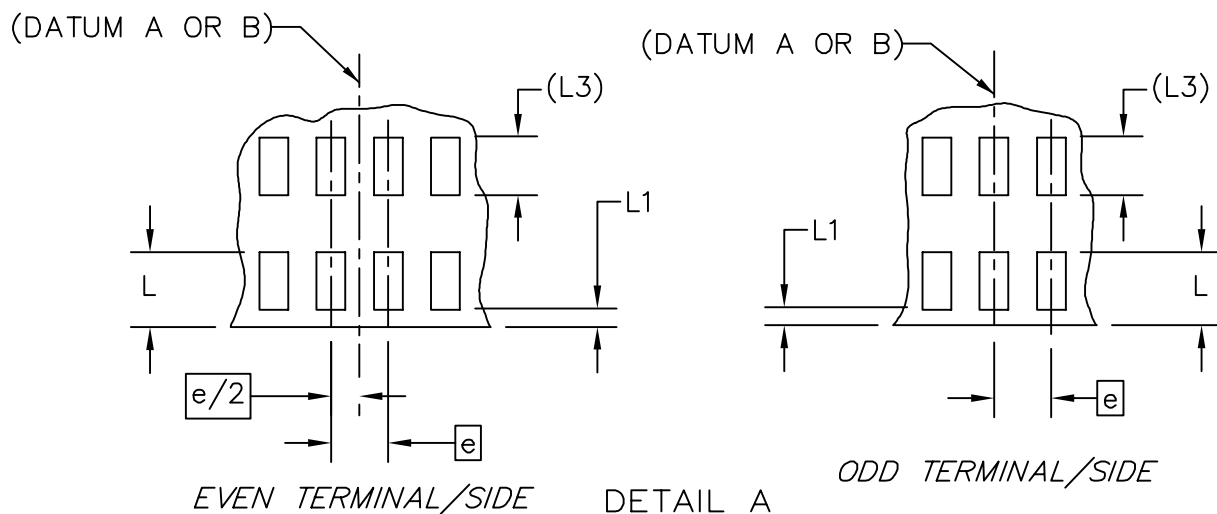 (DATUM A OR B)
(DATUM A OR B)
(L3)
(L3)
L1
L1
L
L
e/2
e
e
EVEN TERMINAL/SIDE
DETAIL A
ODD TERMINAL/SIDE